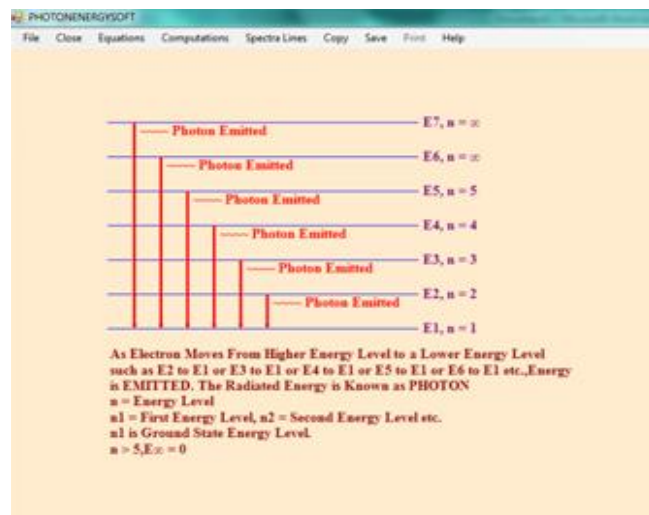 PHOTONENERGYSOFT
File Close Equations Computations Spectra Lines Copy Save Print Help
E7, n = ∞
Photon Emitted
E6, n = ∞
Photon Emitted
E5, n = 5
Photon Emitted
E4, n = 4
Photon Emitted
E3, n = 3
Photon Emitted
E2, n = 2
Photon Emitted
E1, n = 1
As Electron Moves From Higher Energy Level to a Lower Energy Level
such as E2 to E1 or E3 to E1 or E4 to E1 or E5 to E1 or E6 to E1 etc.,Energy
is EMITTED. The Radiated Energy is Known as PHOTON
n = Energy Level
n1 = First Energy Level, n2 = Second Energy Level etc.
n1 is Ground State Energy Level.
n > 5,E∞ = 0